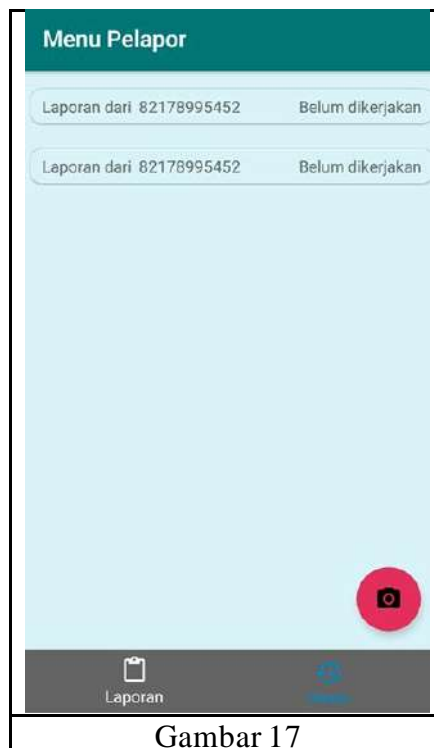 Menu Pelapor
Laporan dari 82178995452 Belum dikerjakan
Laporan dari 82178995452 Belum dikerjakan
Laporan
Gambar 17